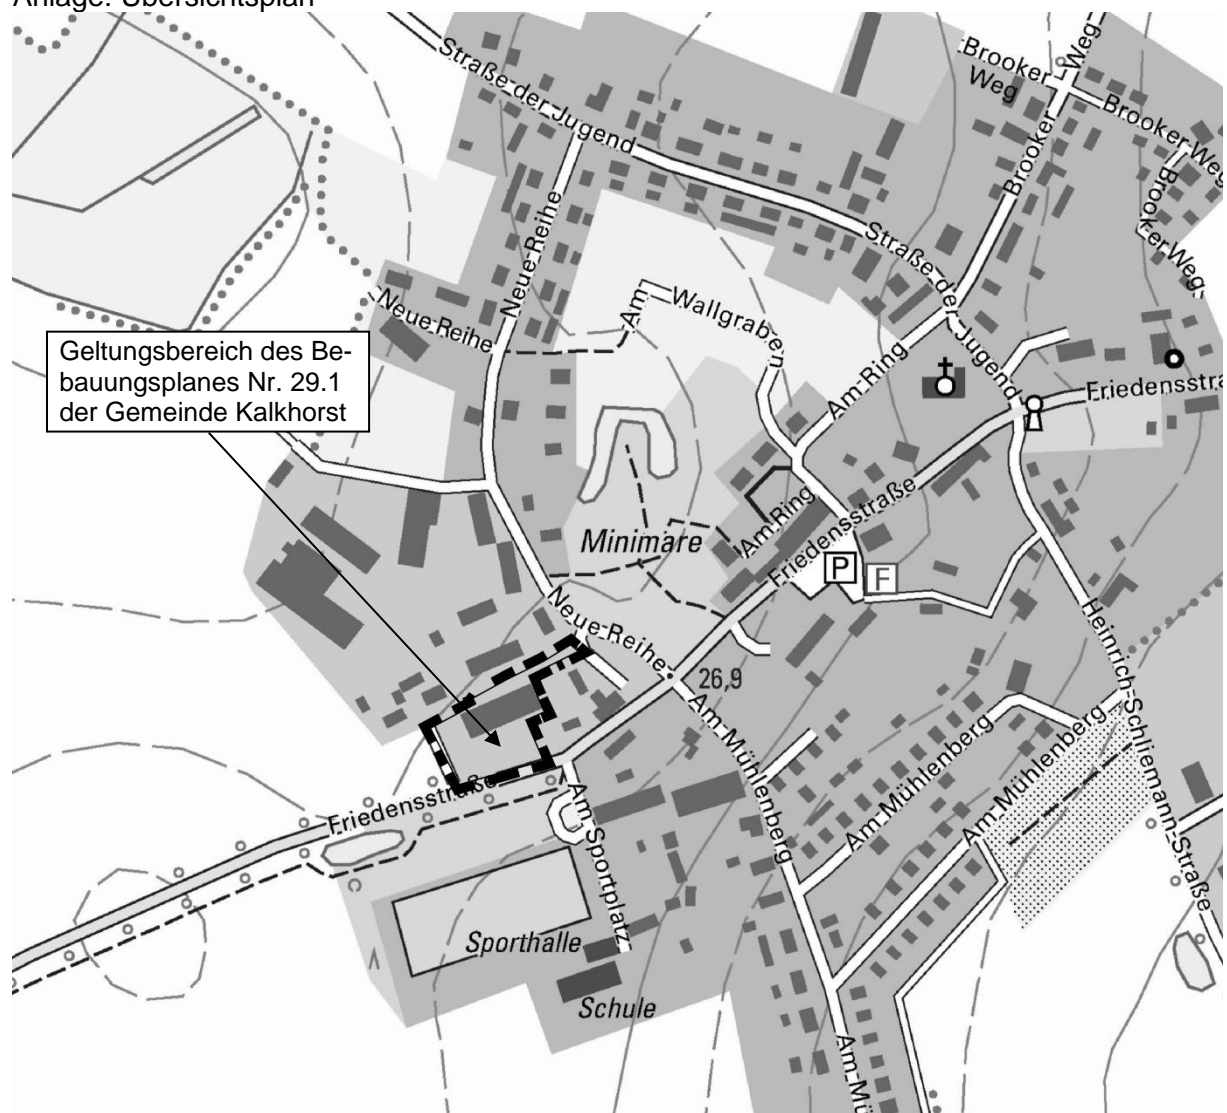 Anlage: Übersichtsplan
Straße der Jugend
Brooker Weg
Brooker
Weg
Brooker Weg
Brooker Weg
Brooker Weg
Neue Reihe
Neue Reihe
Am Wallgraben
Straße der Jugend
Am Ring
Friedensstra
Geltungsbereich des Be-
bauungsplanes Nr. 29.1
der Gemeinde Kalkhorst
Am Ring
Friedensstraße
Minimare
P
F
Neue Reihe
26,9
Heinrich-Schliemann-Straße
Am Mühlenberg
Am Mühlenberg
Am Mühlenberg
Friedensstraße
Am Sportplatz
Sporthalle
Schule
Am Mü